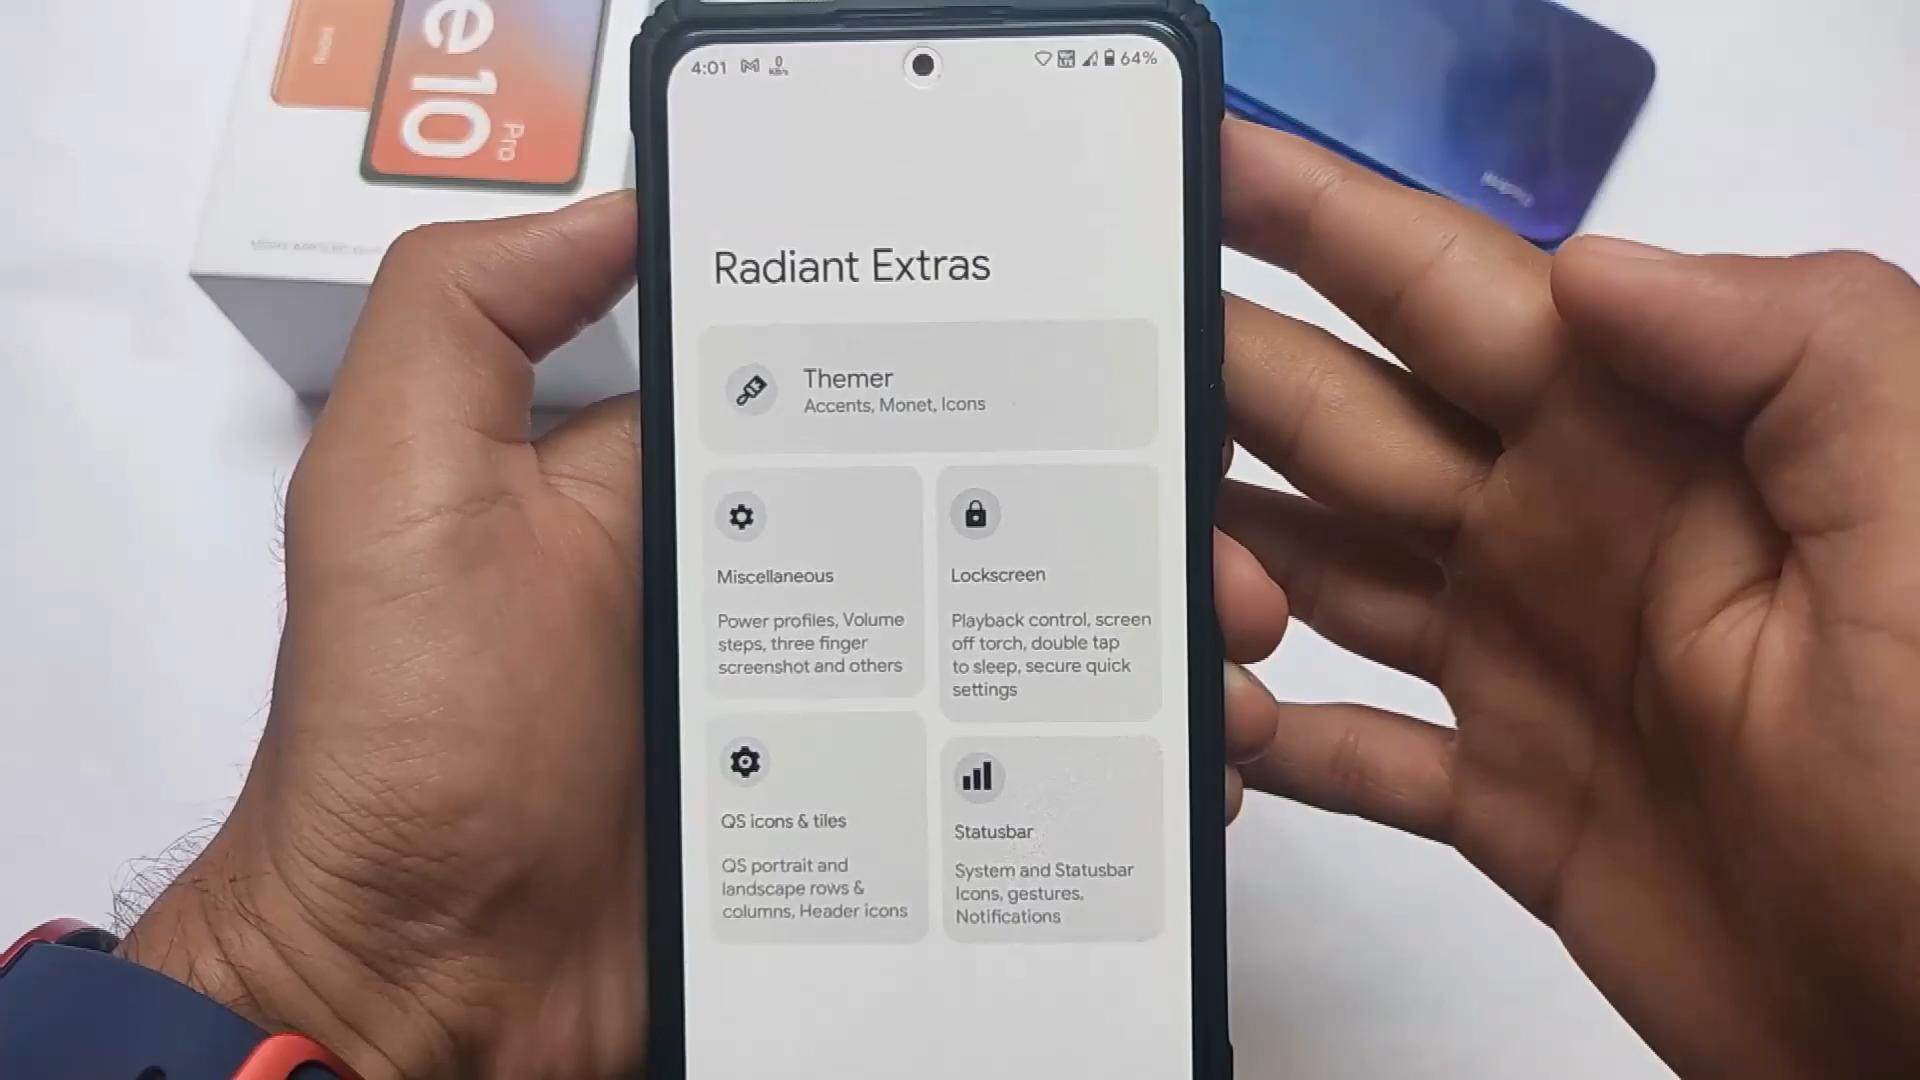 e 10
Pro
4:01
64%
Radiant Extras
Themer
Accents, Monet, Icons
Miscellaneous
Power profiles, Volume
steps, three finger
screenshot and others
Lockscreen
Playback control, screen
off torch, double tap
to sleep, secure quick
settings
QS icons & tiles
QS portrait and
landscape rows &
columns, Header icons
Statusbar
System and Statusbar
Icons, gestures,
Notifications